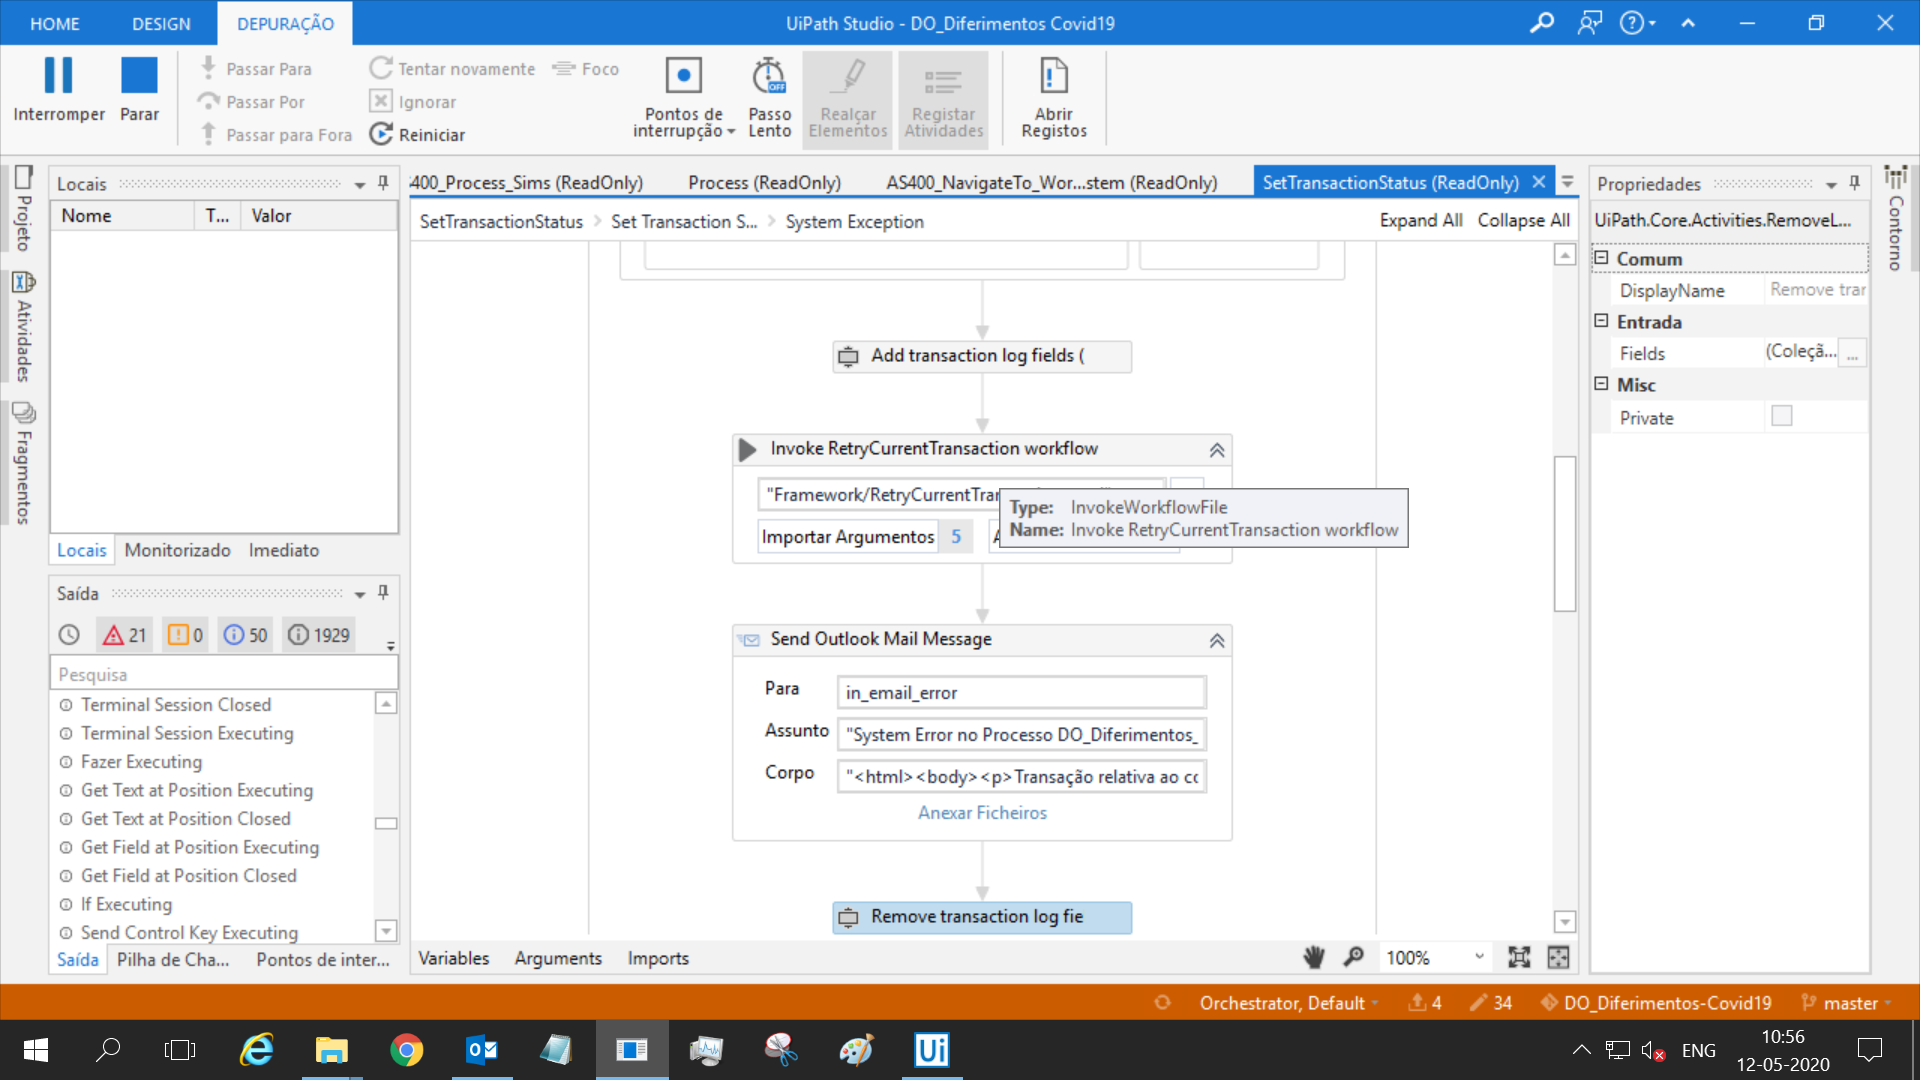 HOME
DESIGN
DEPURAÇÃO
UiPath Studio - DO_Diferimentos Covid19
Interromper
Parar
Passar Para
Passar Por
Passar para Fora
Tentar novamente
Ignorar
Reiniciar
Foco
Pontos de
interrupção
OFF
Passo
Lento
Realçar
Elementos
Registar
Atividades
Abrir
Registos
Projeto
Atividades
Fragmentos
Locais
Nome
T...
Valor
Locais
Monitorizado
Imediato
Saída
21
0
50
1929
Pesquisa
Terminal Session Closed
Terminal Session Executing
Fazer Executing
Get Text at Position Executing
Get Text at Position Closed
Get Field at Position Executing
Get Field at Position Closed
If Executing
Send Control Key Executing
Saída
Pilha de Cha...
Pontos de inter...
400_Process_Sims (ReadOnly)
Process (ReadOnly)
AS400_NavigateTo_Wor...stem (ReadOnly)
SetTransactionStatus (ReadOnly)
SetTransactionStatus
Set Transaction S...
System Exception
Expand All
Collapse All
Add transaction log fields (
Invoke RetryCurrentTransaction workflow
"Framework/RetryCurrentTrar
Importar Argumentos
5
Type: InvokeWorkflowFile
Name: Invoke RetryCurrentTransaction workflow
Send Outlook Mail Message
Para
in_email_error
Assunto
"System Error no Processo DO_Diferimentos_
Corpo
"<html><body><p>Transação relativa ao co
Anexar Ficheiros
Remove transaction log fie
Variables
Arguments
Imports
100%
Propriedades
UiPath.Core.Activities.RemoveL...
Comum
DisplayName
Remove trar
Entrada
Fields
(Coleçã...
...
Misc
Private
Contorno
Orchestrator, Default
4
34
DO_Diferimentos-Covid19
master
Ui
ENG
10:56
12-05-2020